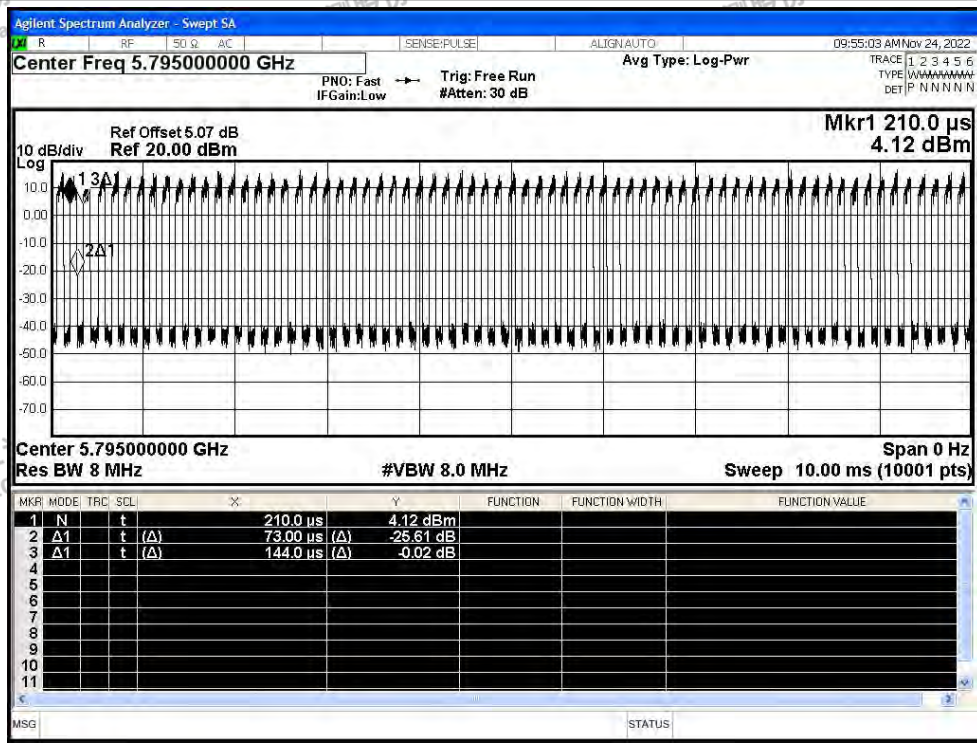 Agilent Spectrum Analyzer - Swept SA
LXI R RF 50 Ω AC SENSE:PULSE ALIGN AUTO 09:55:03 AM Nov 24, 2022
Center Freq 5.795000000 GHz
Avg Type: Log-Pwr
TRACE 1 2 3 4 5 6
PNO: Fast Trig: Free Run
TYPE WWWWWW
IFGain:Low #Atten: 30 dB
DET P N N N N N
Mkr1 210.0 µs
Ref Offset 5.07 dB
10 dB/div Ref 20.00 dBm
4.12 dBm
Log
1 3Δ1
10.0
0.00
-10.0
2Δ1
-20.0
-30.0
-40.0
-50.0
-60.0
-70.0
Center 5.795000000 GHz Span 0 Hz
Res BW 8 MHz #VBW 8.0 MHz Sweep 10.00 ms (10001 pts)
MKR MODE TRC SCL X Y FUNCTION FUNCTION WIDTH FUNCTION VALUE
1 N t 210.0 µs 4.12 dBm
2 Δ1 t (Δ) 73.00 µs (Δ) -25.61 dB
3 Δ1 t (Δ) 144.0 µs (Δ) -0.02 dB
4
5
6
7
8
9
10
11
MSG STATUS